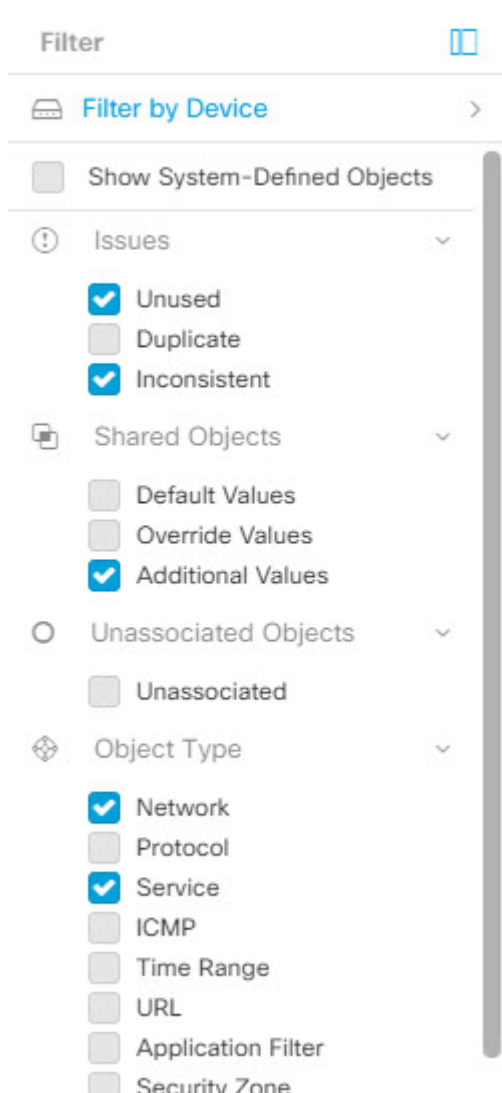 Filter
Filter by Device
Show System-Defined Objects
Issues
Unused
Duplicate
Inconsistent
Shared Objects
Default Values
Override Values
Additional Values
Unassociated Objects
Unassociated
Object Type
Network
Protocol
Service
ICMP
Time Range
URL
Application Filter
Security Zone